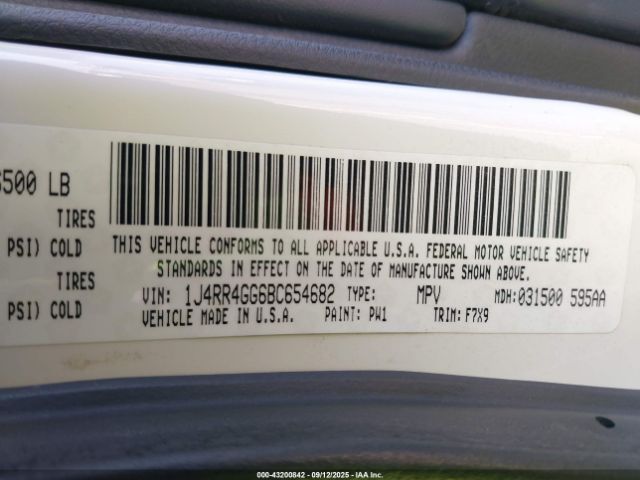 6500 LB
TIRES
PSI) COLD
TIRES
PSI) COLD
THIS VEHICLE CONFORMS TO ALL APPLICABLE U.S.A. FEDERAL MOTOR VEHICLE SAFETY
STANDARDS IN EFFECT ON THE DATE OF MANUFACTURE SHOWN ABOVE.
VIN: 1J4RR4GG6BC654682 TYPE: MPV MDH: 031500 595AA
VEHICLE MADE IN U.S.A. PAINT: PW1 TRIM: F7X9
000-43200842 | 09/12/2025 | IAA Inc.